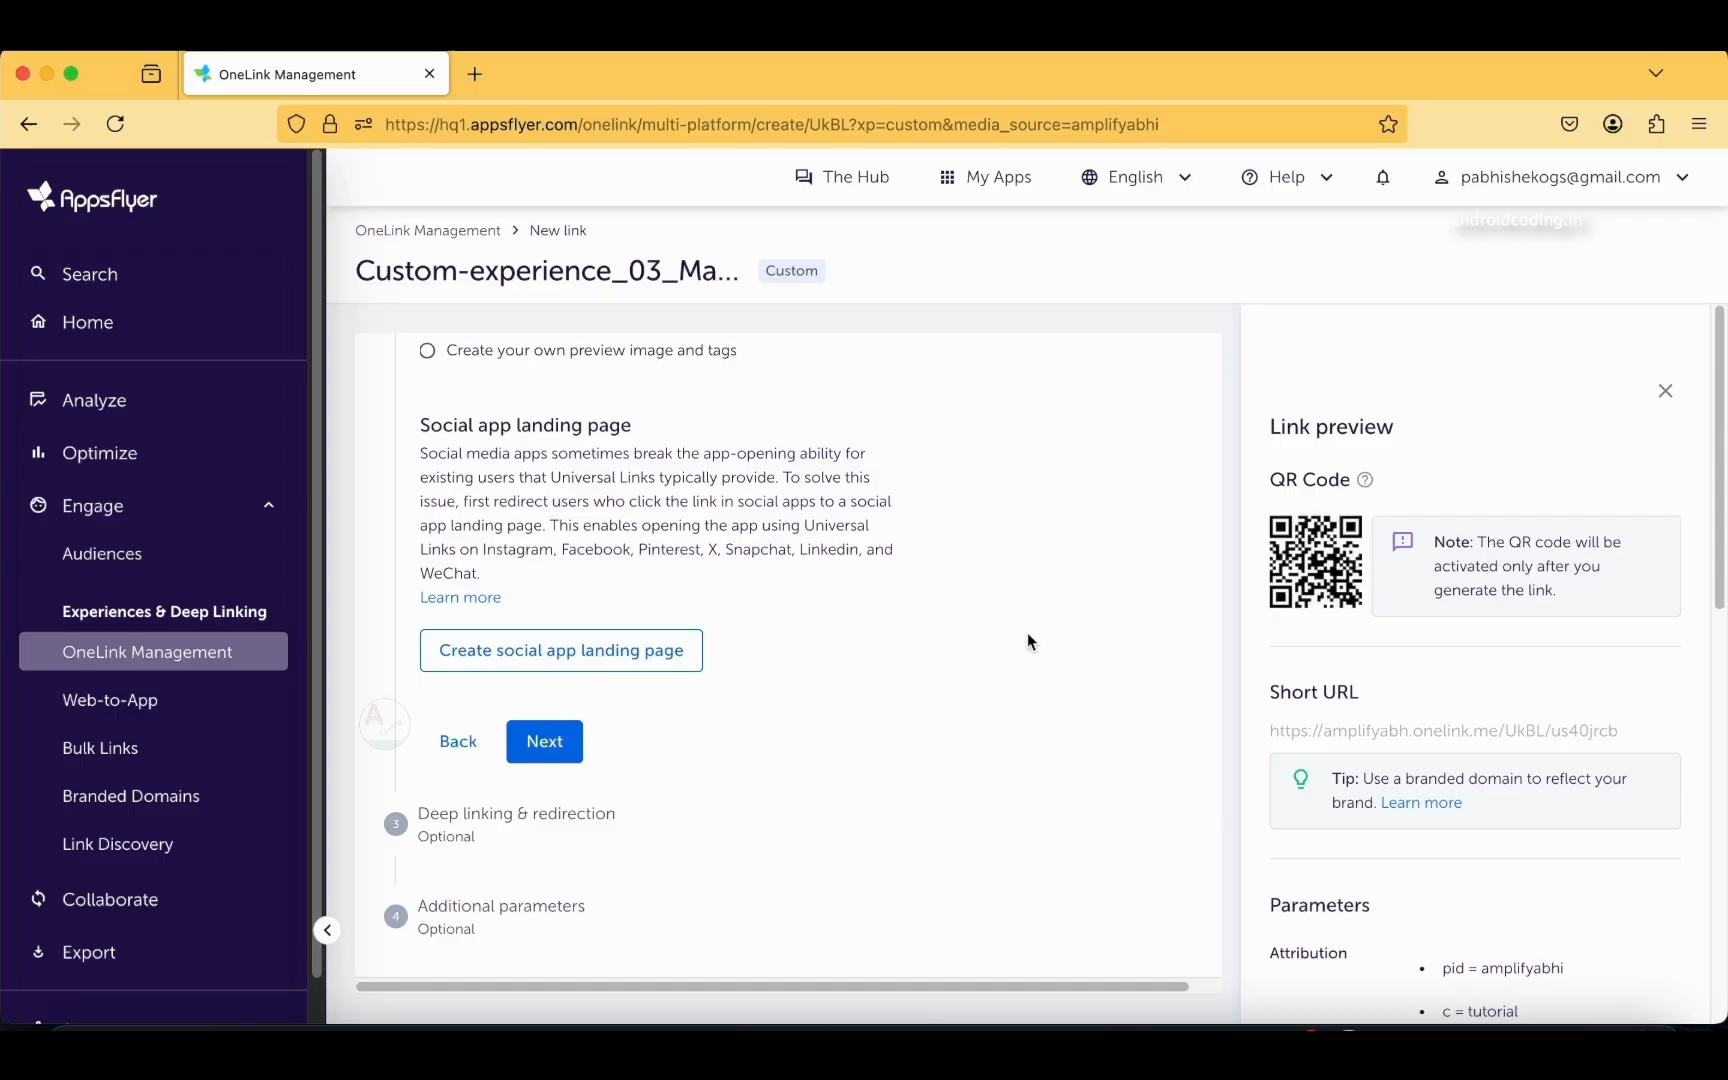 OneLink Management
https://hq1.appsflyer.com/onelink/multi-platform/create/UkBL?xp=custom&media_source=amplifyabhi
AppsFlyer
The Hub
My Apps
English
Help
pabhishekogs@gmail.com
androidcoding.in
Search
Home
Analyze
Optimize
Engage
Audiences
Experiences & Deep Linking
OneLink Management
Web-to-App
Bulk Links
Branded Domains
Link Discovery
Collaborate
Export
OneLink Management > New link
Custom-experience_03_Ma...
Custom
Create your own preview image and tags
Social app landing page
Social media apps sometimes break the app-opening ability for
existing users that Universal Links typically provide. To solve this
issue, first redirect users who click the link in social apps to a social
app landing page. This enables opening the app using Universal
Links on Instagram, Facebook, Pinterest, X, Snapchat, Linkedin, and
WeChat.
Learn more
Create social app landing page
A
Back
Next
3
Deep linking & redirection
Optional
4
Additional parameters
Optional
Link preview
QR Code
Note: The QR code will be
activated only after you
generate the link.
Short URL
https://amplifyabh.onelink.me/UkBL/us40jrcb
Tip: Use a branded domain to reflect your
brand. Learn more
Parameters
Attribution
• pid = amplifyabhi
• c = tutorial